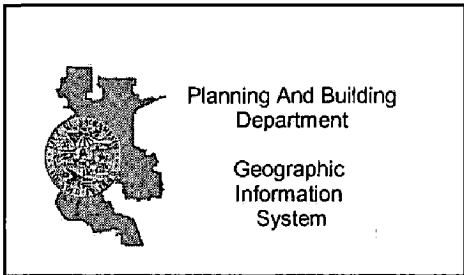 Planning And Building
Department
Geographic
Information
System